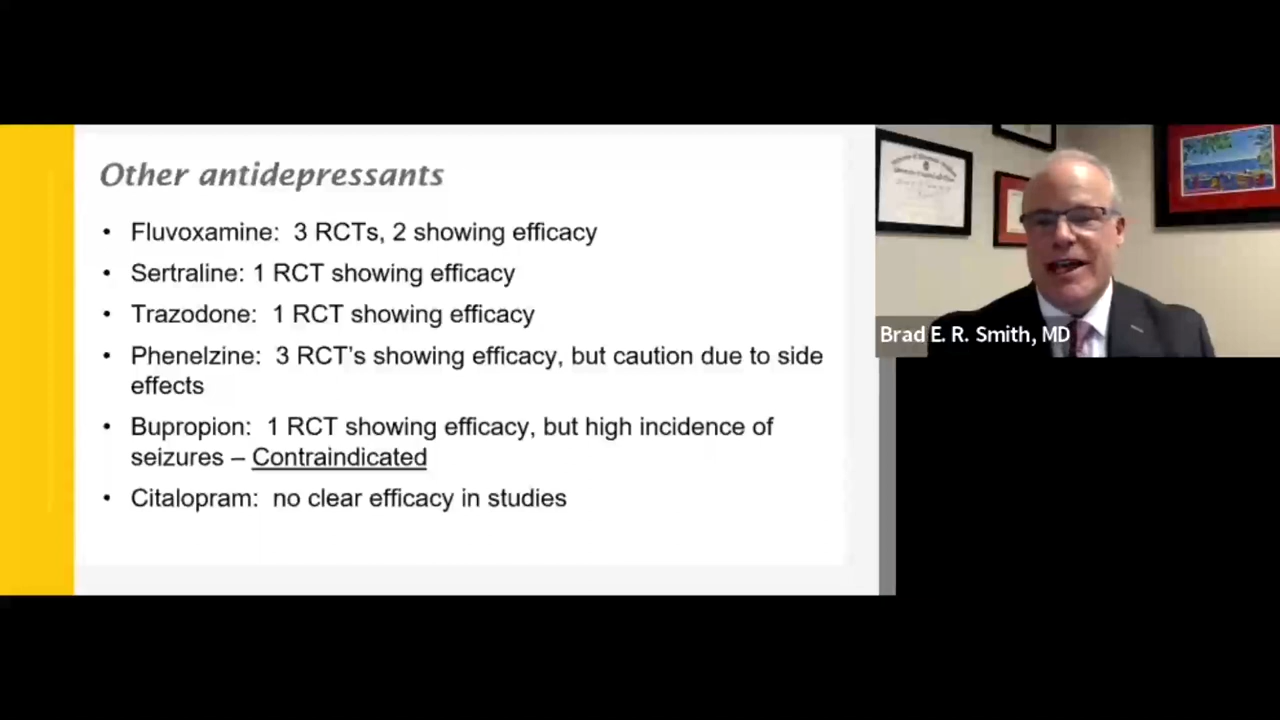 Other antidepressants
• Fluvoxamine: 3 RCTs, 2 showing efficacy
• Sertraline: 1 RCT showing efficacy
• Trazodone: 1 RCT showing efficacy
• Phenelzine: 3 RCT's showing efficacy, but caution due to side
effects
• Bupropion: 1 RCT showing efficacy, but high incidence of
seizures – Contraindicated
• Citalopram: no clear efficacy in studies
Brad E. R. Smith, MD